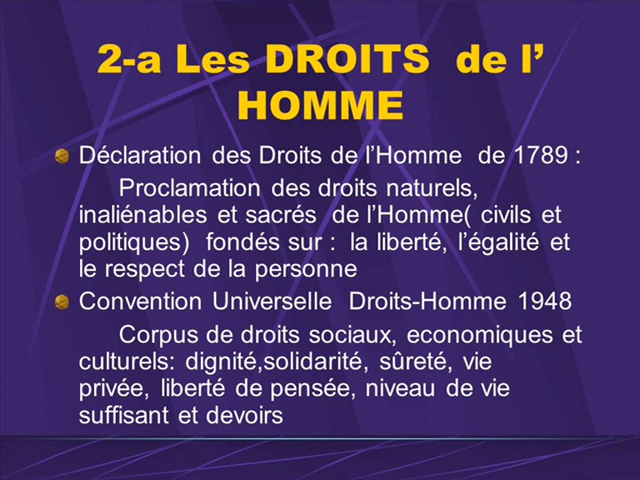 2-a Les DROITS de l’
HOMME
Déclaration des Droits de l’Homme de 1789 :
Proclamation des droits naturels,
inaliénables et sacrés de l’Homme( civils et
politiques) fondés sur : la liberté, l’égalité et
le respect de la personne
Convention Universelle Droits-Homme 1948
Corpus de droits sociaux, economiques et
culturels: dignité,solidarité, sûreté, vie
privée, liberté de pensée, niveau de vie
suffisant et devoirs